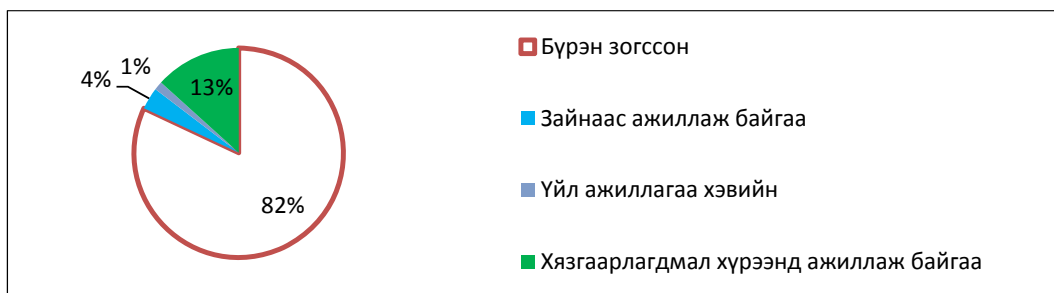 1%
4%
13%
82%
Бүрэн зогссон
Зайнаас ажиллаж байгаа
Үйл ажиллагаа хэвийн
Хязгаарлагдмал хүрээнд ажиллаж байгаа